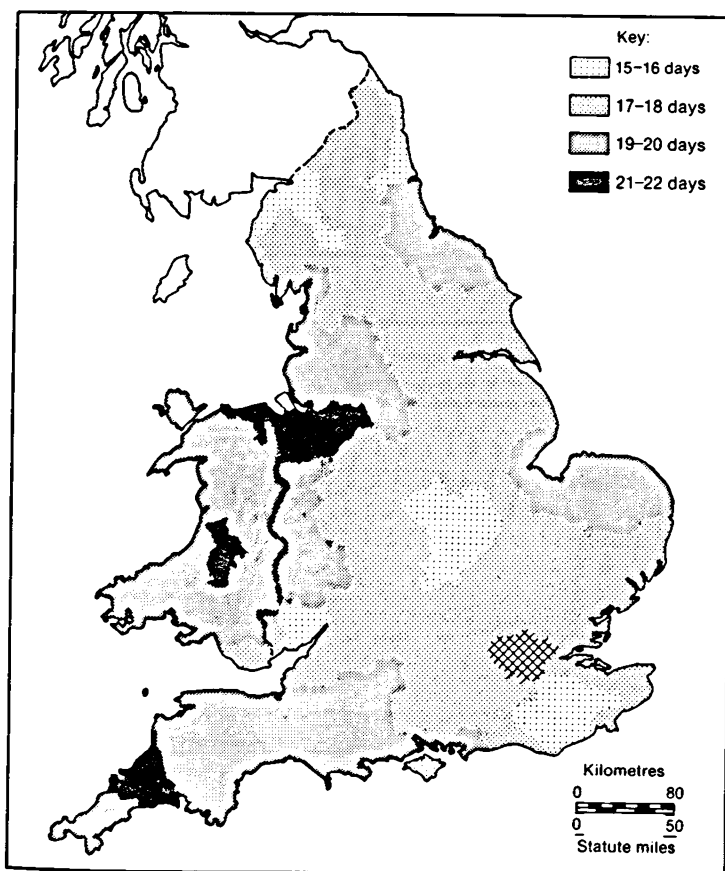 Key:
15–16 days
17–18 days
19–20 days
21–22 days
Kilometres
0 80
0 50
Statute miles